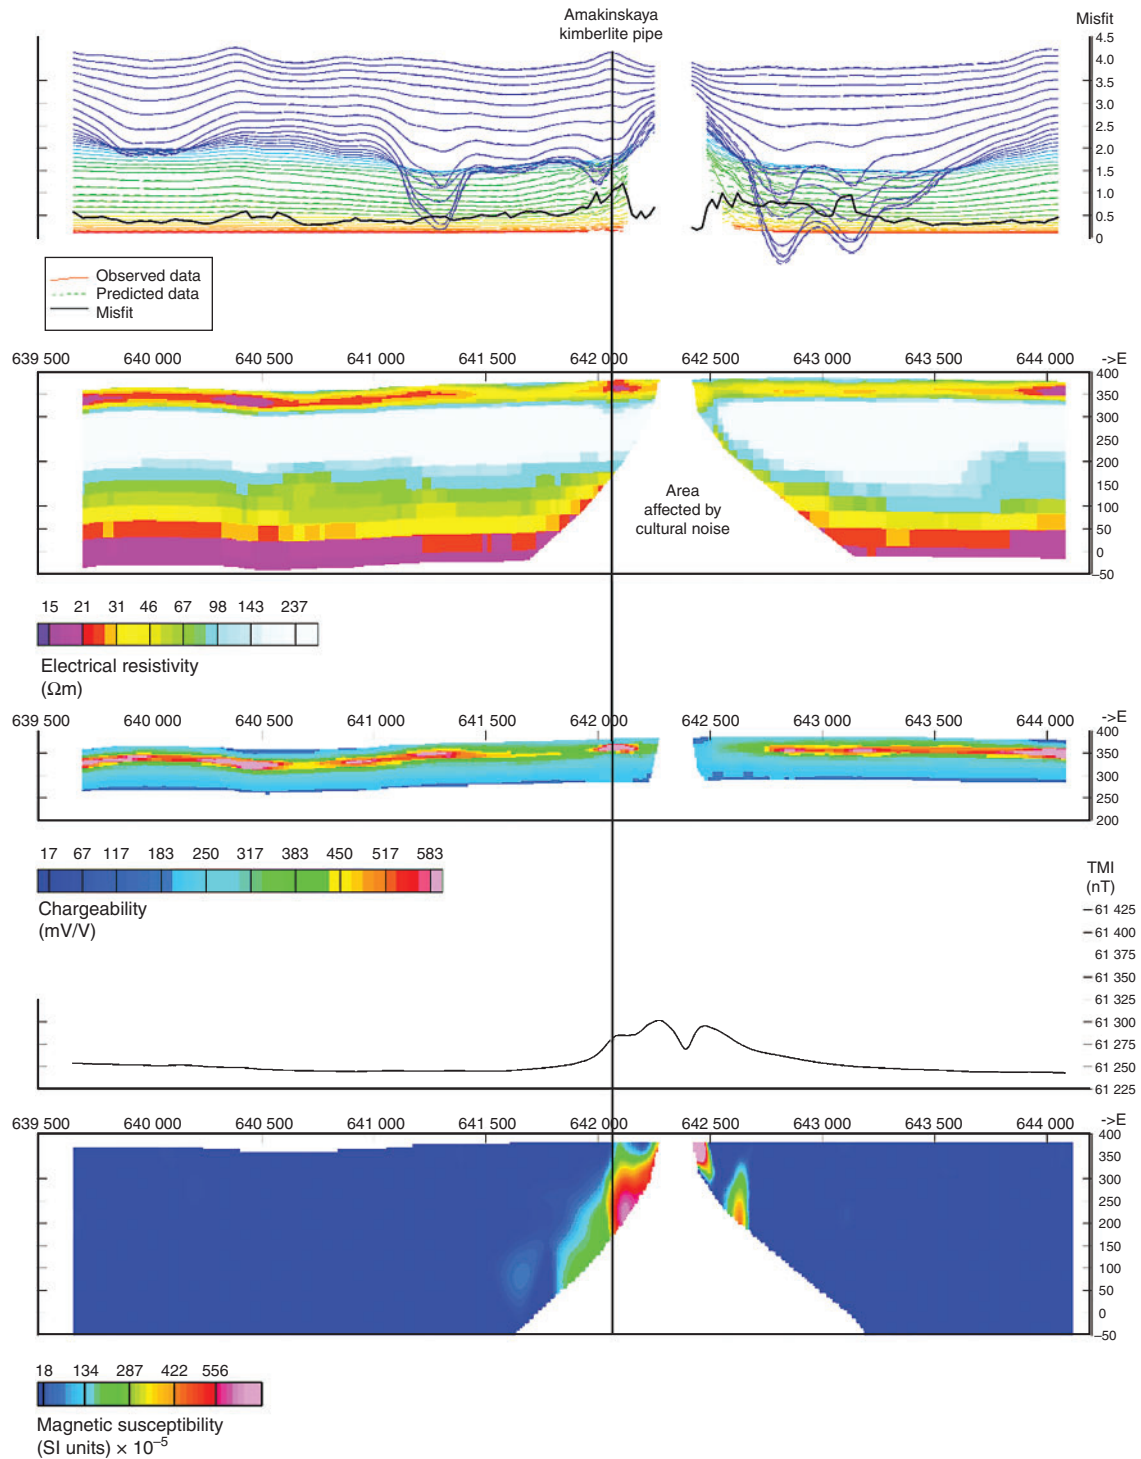 Amakinskaya
kimberlite pipe
Misfit
4.5
4.0
3.5
3.0
2.5
2.0
1.5
1.0
0.5
0
Observed data
Predicted data
Misfit
639 500 640 000 640 500 641 000 641 500 642 000 642 500 643 000 643 500 644 000 ->E
400
350
300
250
200
150
100
50
0
−50
Area
affected by
cultural noise
15 21 31 46 67 98 143 237
Electrical resistivity
(Ωm)
639 500 640 000 640 500 641 000 641 500 642 000 642 500 643 000 643 500 644 000 ->E
400
350
300
250
200
17 67 117 183 250 317 383 450 517 583
Chargeability
(mV/V)
TMI
(nT)
61 425
61 400
61 375
61 350
61 325
61 300
61 275
61 250
61 225
639 500 640 000 640 500 641 000 641 500 642 000 642 500 643 000 643 500 644 000 ->E
400
350
300
250
200
150
100
50
0
−50
18 134 287 422 556
Magnetic susceptibility
(SI units) × 10⁻⁵